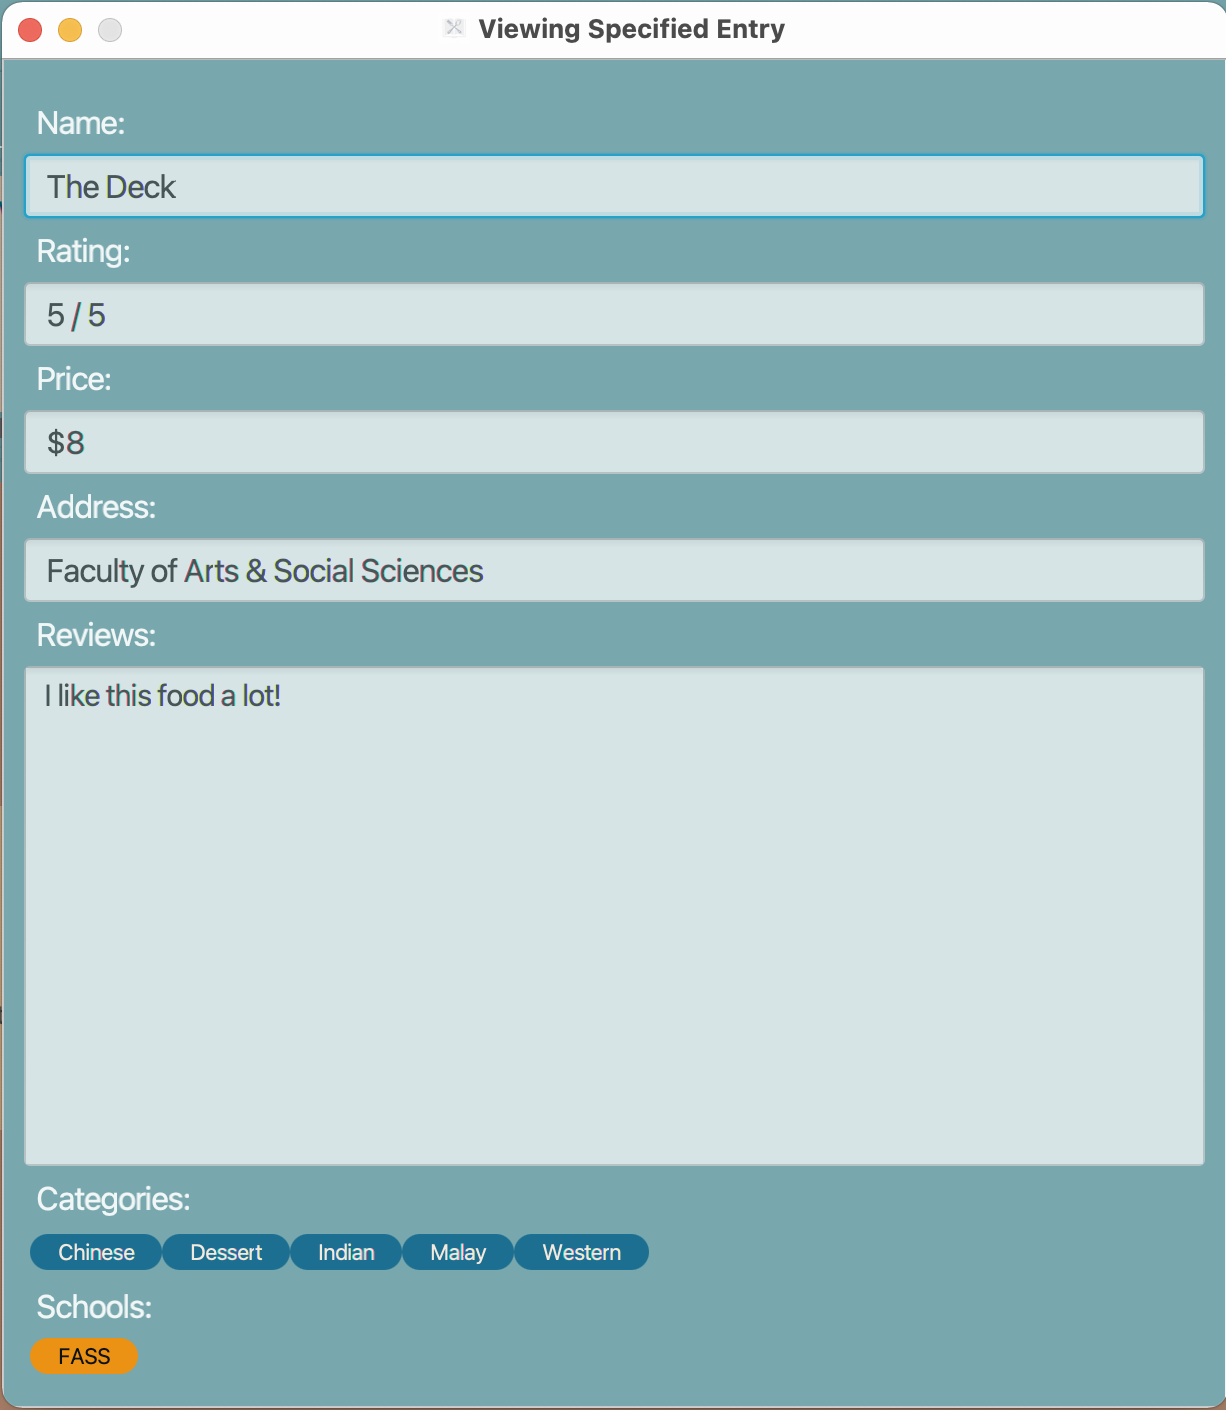 Viewing Specified Entry
Name:
The Deck
Rating:
5 / 5
Price:
$8
Address:
Faculty of Arts & Social Sciences
Reviews:
I like this food a lot!
Categories:
Chinese Dessert Indian Malay Western
Schools:
FASS